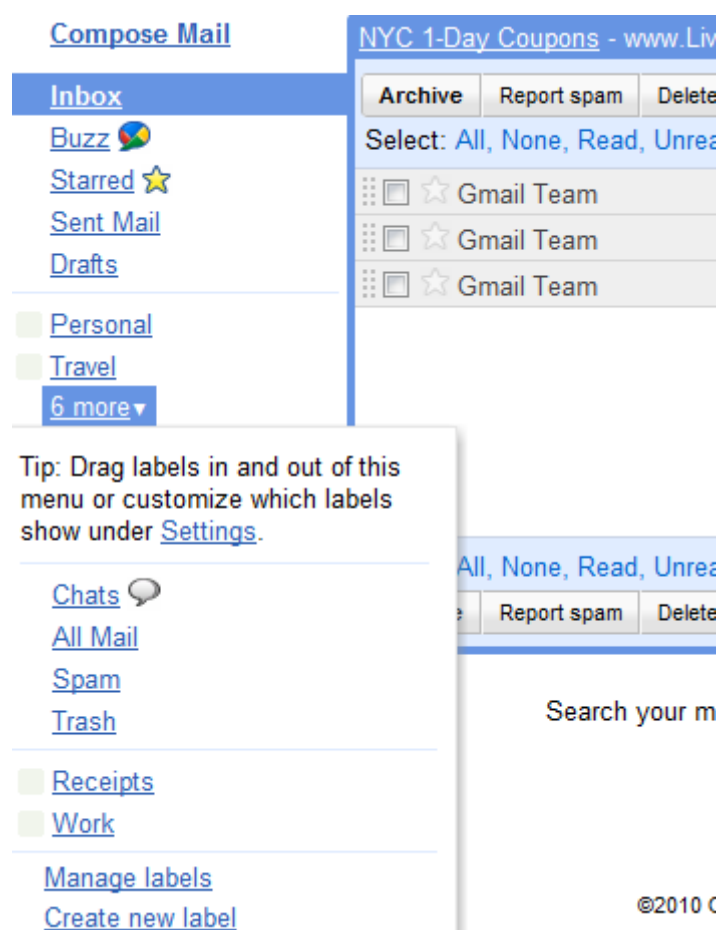 Compose Mail
Inbox
Buzz
Starred
Sent Mail
Drafts
Personal
Travel
6 more
Tip: Drag labels in and out of this
menu or customize which labels
show under Settings.
Chats
All Mail
Spam
Trash
Receipts
Work
Manage labels
Create new label
NYC 1-Day Coupons - www.Liv
Archive Report spam Delete
Select: All, None, Read, Unrea
Gmail Team
Gmail Team
Gmail Team
All, None, Read, Unrea
Report spam Delete
Search your m
©2010